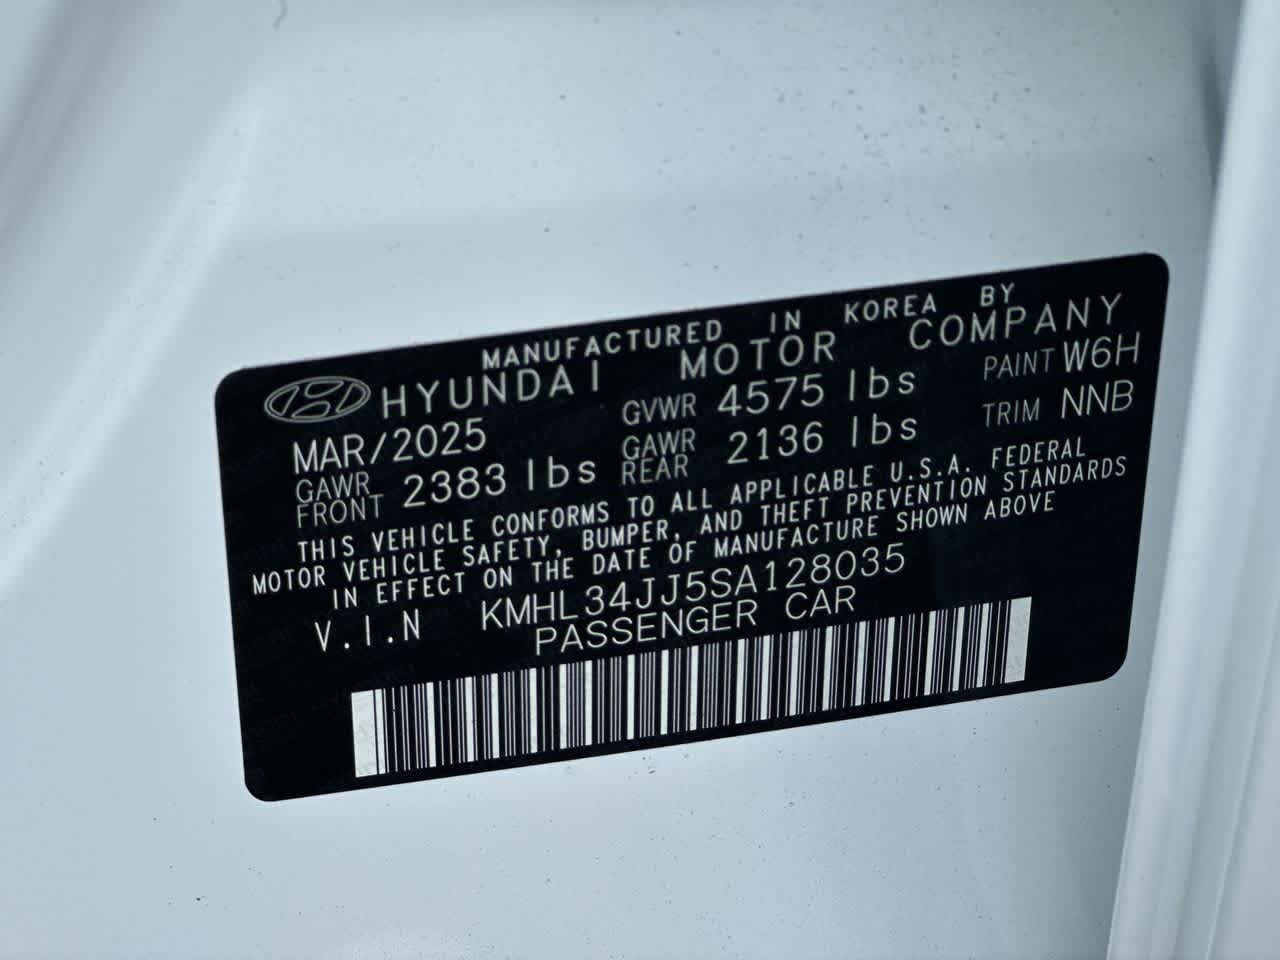 MANUFACTURED IN KOREA BY
HYUNDAI MOTOR COMPANY
MAR/2025 GVWR 4575 lbs PAINT W6H
GAWR FRONT 2383 lbs GAWR REAR 2136 lbs TRIM NNB
THIS VEHICLE CONFORMS TO ALL APPLICABLE U.S.A. FEDERAL
MOTOR VEHICLE SAFETY, BUMPER, AND THEFT PREVENTION STANDARDS
IN EFFECT ON THE DATE OF MANUFACTURE SHOWN ABOVE
V.I.N KMHL34JJ5SA128035
PASSENGER CAR